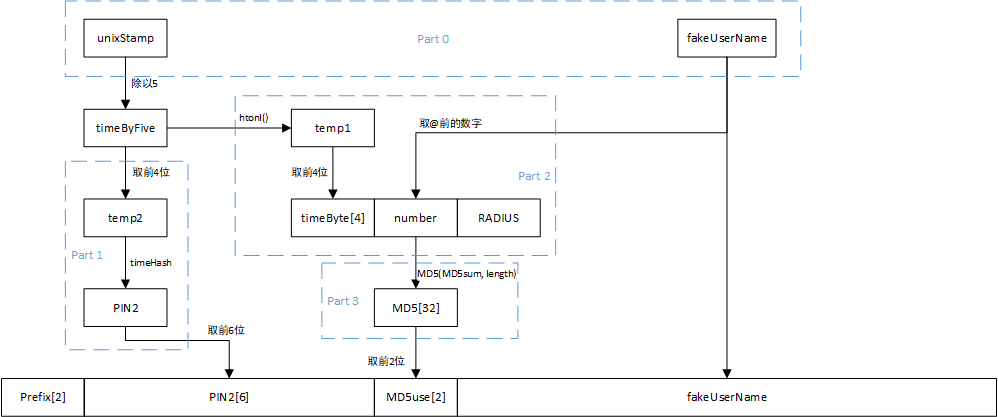 unixStamp
Part 0
fakeUserName
除以5
timeByFive
htonl()
temp1
取@前的数字
取前4位
取前4位
Part 2
temp2
timeByte[4]
number
RADIUS
Part 1
timeHash
MD5(MD5sum, length)
PIN2
Part 3
MD5[32]
取前6位
取前2位
Prefix[2]
PIN2[6]
MD5use[2]
fakeUserName